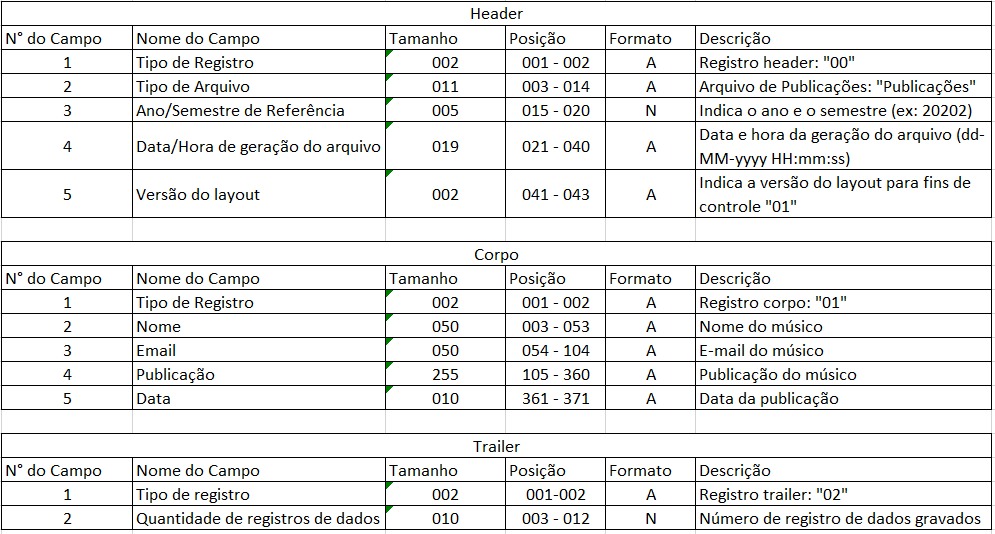 Header
N° do Campo Nome do Campo Tamanho Posição Formato Descrição
1 Tipo de Registro 002 001 - 002 A Registro header: "00"
2 Tipo de Arquivo 011 003 - 014 A Arquivo de Publicações: "Publicações"
3 Ano/Semestre de Referência 005 015 - 020 N Indica o ano e o semestre (ex: 20202)
4 Data/Hora de geração do arquivo 019 021 - 040 A Data e hora da geração do arquivo (dd-
MM-yyyy HH:mm:ss)
5 Versão do layout 002 041 - 043 A Indica a versão do layout para fins de
controle "01"
Corpo
N° do Campo Nome do Campo Tamanho Posição Formato Descrição
1 Tipo de Registro 002 001 - 002 A Registro corpo: "01"
2 Nome 050 003 - 053 A Nome do músico
3 Email 050 054 - 104 A E-mail do músico
4 Publicação 255 105 - 360 A Publicação do músico
5 Data 010 361 - 371 A Data da publicação
Trailer
N° do Campo Nome do Campo Tamanho Posição Formato Descrição
1 Tipo de registro 002 001-002 A Registro trailer: "02"
2 Quantidade de registros de dados 010 003 - 012 N Número de registro de dados gravados